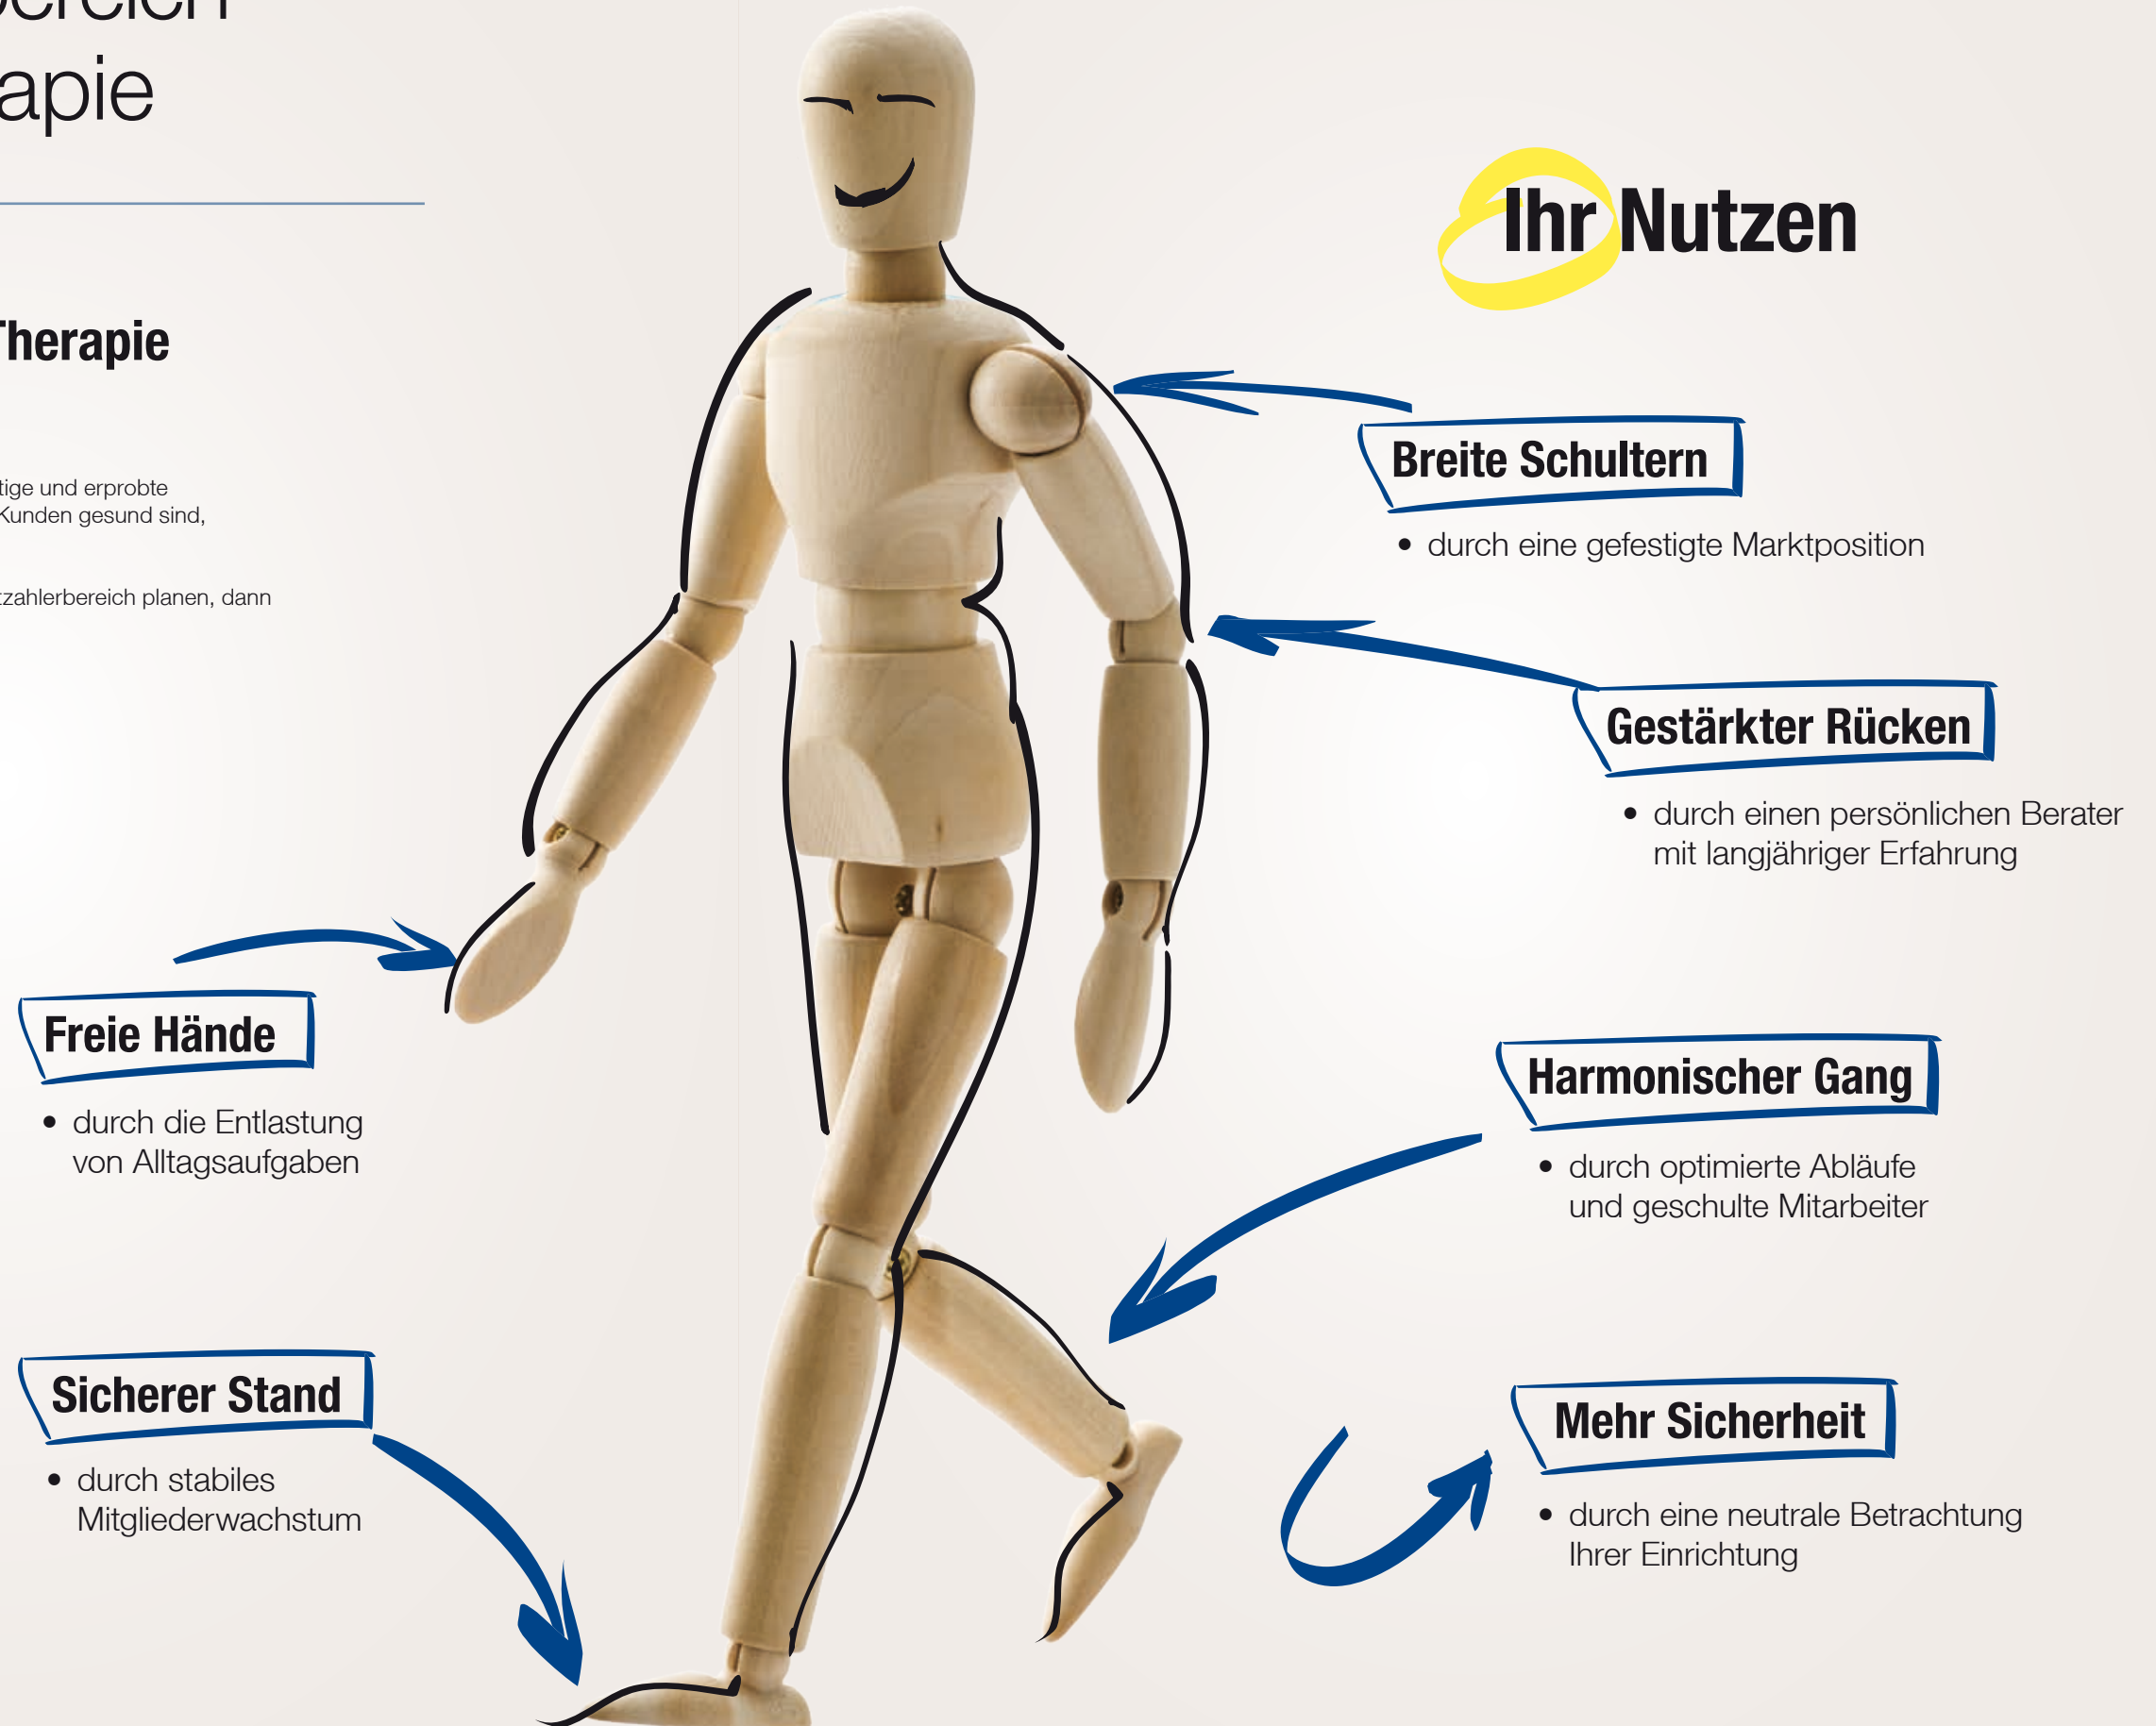 apie
Therapie
tige und erprobte
Kunden gesund sind,
tzahlerbereich planen, dann
Freie Hände
• durch die Entlastung
von Alltagsaufgaben
Sicherer Stand
• durch stabiles
Mitgliederwachstum
Ihr Nutzen
Breite Schultern
• durch eine gefestigte Marktposition
Gestärkter Rücken
• durch einen persönlichen Berater
mit langjähriger Erfahrung
Harmonischer Gang
• durch optimierte Abläufe
und geschulte Mitarbeiter
Mehr Sicherheit
• durch eine neutrale Betrachtung
Ihrer Einrichtung